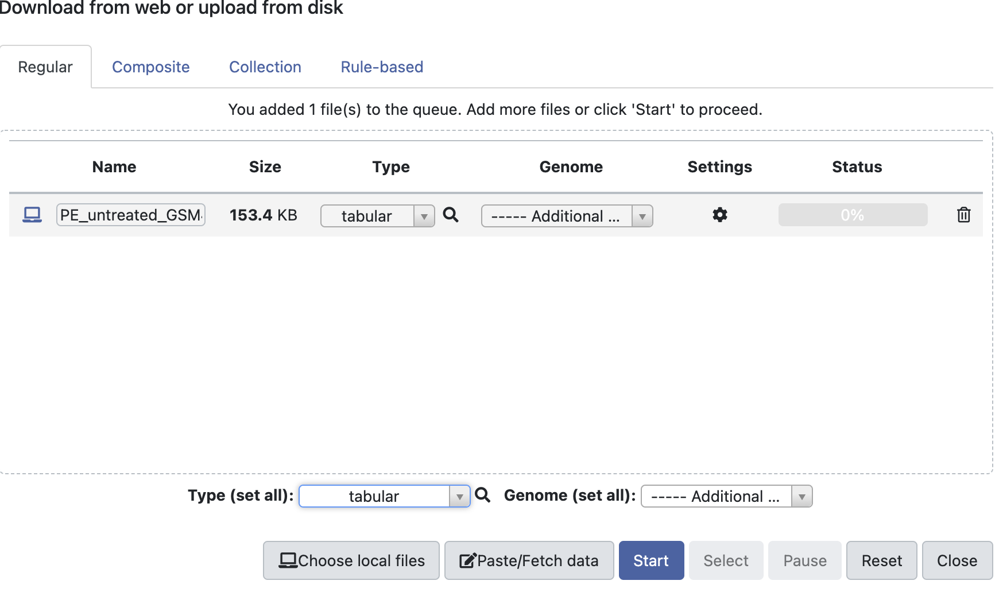 Download from web or upload from disk
Regular Composite Collection Rule-based
You added 1 file(s) to the queue. Add more files or click 'Start' to proceed.
Name Size Type Genome Settings Status
PE_untreated_GSM 153.4 KB tabular ----- Additional ... 0%
Type (set all): tabular Genome (set all): ----- Additional ...
Choose local files Paste/Fetch data Start Select Pause Reset Close